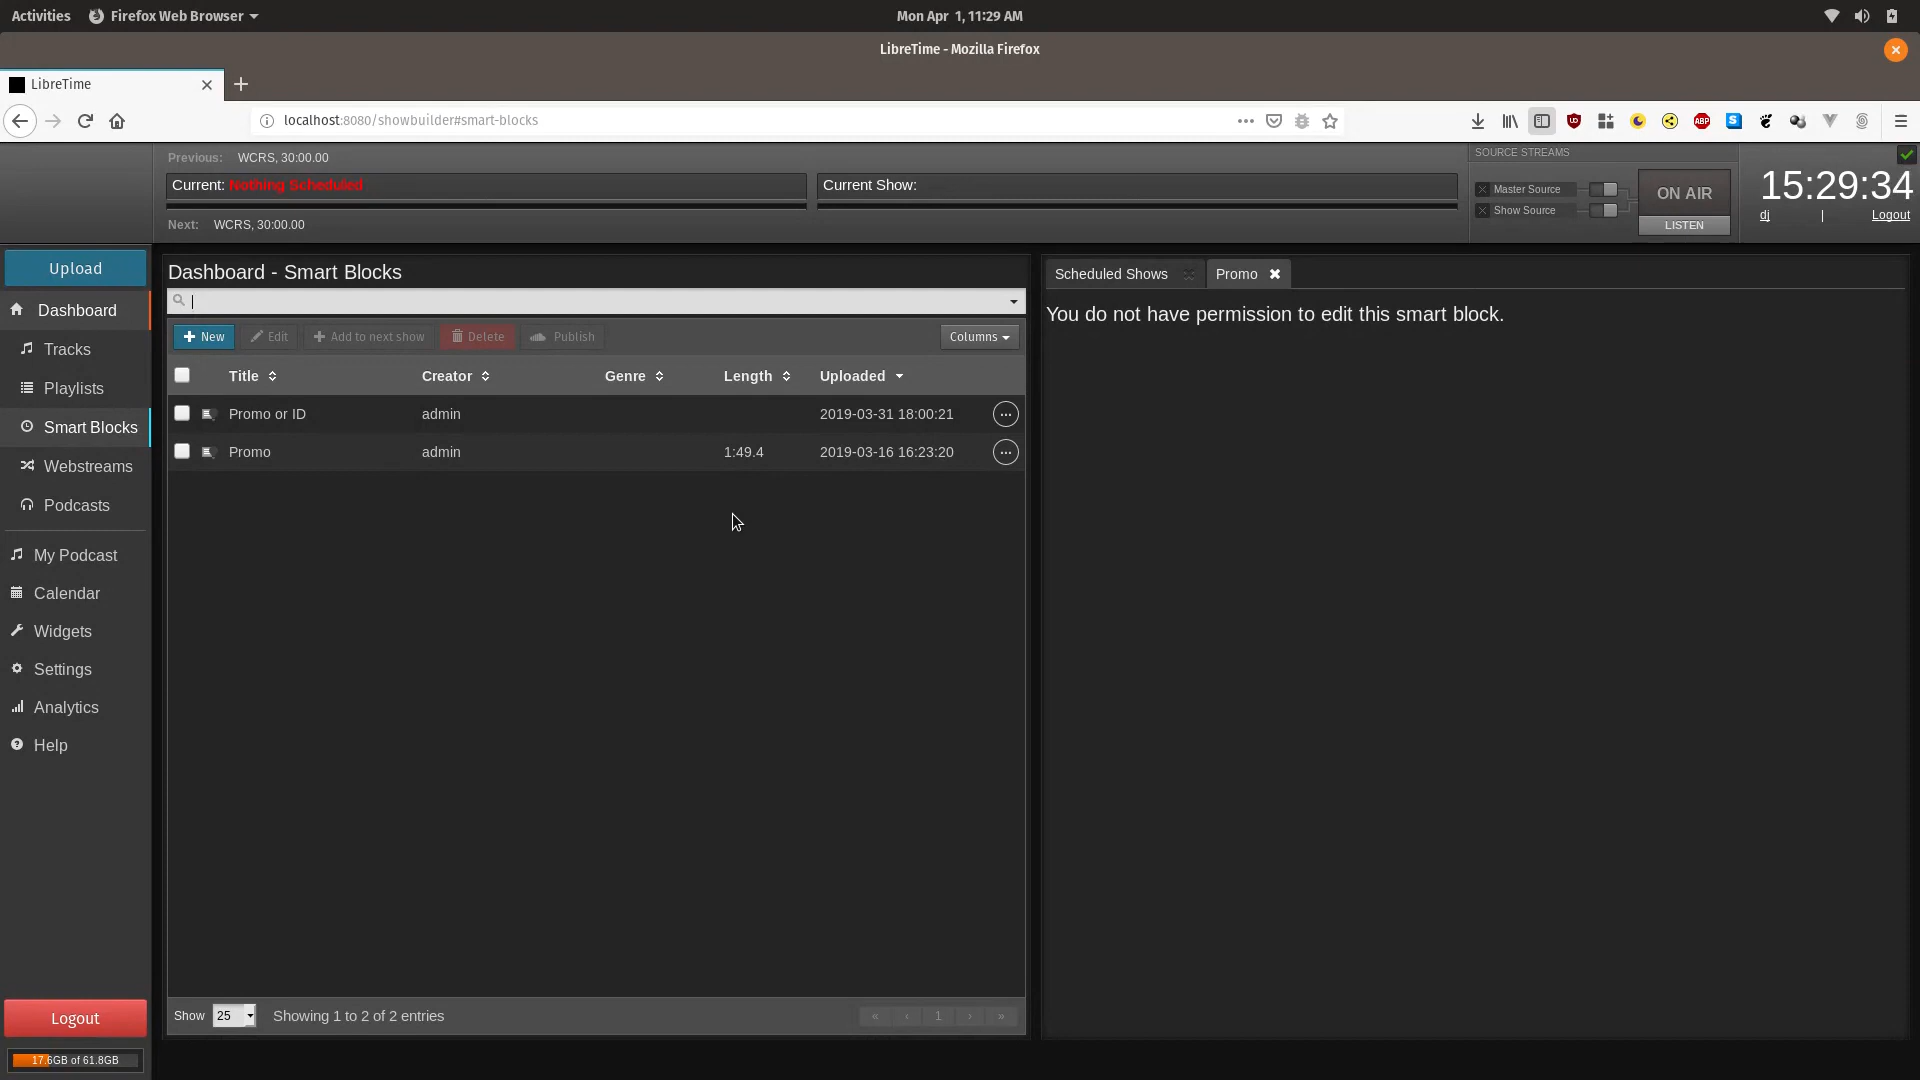 Activities Firefox Web Browser Mon Apr 1, 11:29 AM
LibreTime - Mozilla Firefox
LibreTime
localhost:8080/showbuilder#smart-blocks
Previous: WCRS, 30:00.00
Current: Nothing Scheduled
Next: WCRS, 30:00.00
Current Show:
SOURCE STREAMS
Master Source
Show Source
ON AIR
LISTEN
15:29:34
dj | Logout
Upload
Dashboard
Tracks
Playlists
Smart Blocks
Webstreams
Podcasts
My Podcast
Calendar
Widgets
Settings
Analytics
Help
Logout
17.6GB of 61.8GB
Dashboard - Smart Blocks
New Edit Add to next show Delete Publish Columns
Title Creator Genre Length Uploaded
Promo or ID admin 2019-03-31 18:00:21
Promo admin 1:49.4 2019-03-16 16:23:20
Show 25 Showing 1 to 2 of 2 entries « ‹ 1 › »
Scheduled Shows Promo
You do not have permission to edit this smart block.